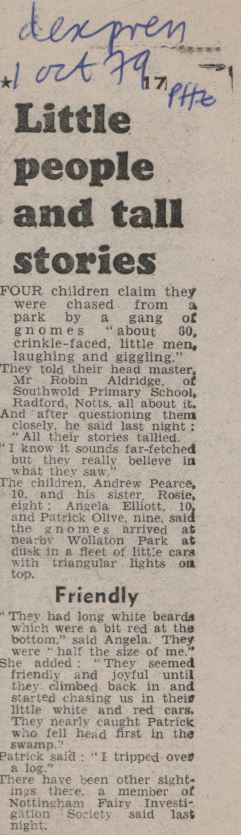 dexpren
★1 oct 79 17
PHe
Little
people
and tall
stories
FOUR children claim they
were chased from a
park by a gang of
gnomes "about 60,
crinkle-faced, little men,
laughing and giggling."
They told their head master,
Mr Robin Aldridge, of
Southwold Primary School,
Radford, Notts, all about it.
And after questioning them
closely, he said last night :
"All their stories tallied.
"I know it sounds far-fetched
but they really believe in
what they saw."
The children, Andrew Pearce,
10, and his sister, Rosie,
eight ; Angela Elliott, 10,
and Patrick Olive, nine, said
the gnomes arrived at
nearby Wollaton Park at
dusk in a fleet of little cars
with triangular lights on
top.
Friendly
"They had long white beards
which were a bit red at the
bottom," said Angela. They
were "half the size of me."
She added : "They seemed
friendly and joyful until
they climbed back in and
started chasing us in their
little white and red cars.
They nearly caught Patrick
who fell head first in the
swamp."
Patrick said : "I tripped over
a log."
There have been other sight-
ings there, a member of
Nottingham Fairy Investi-
gation Society said last
night.